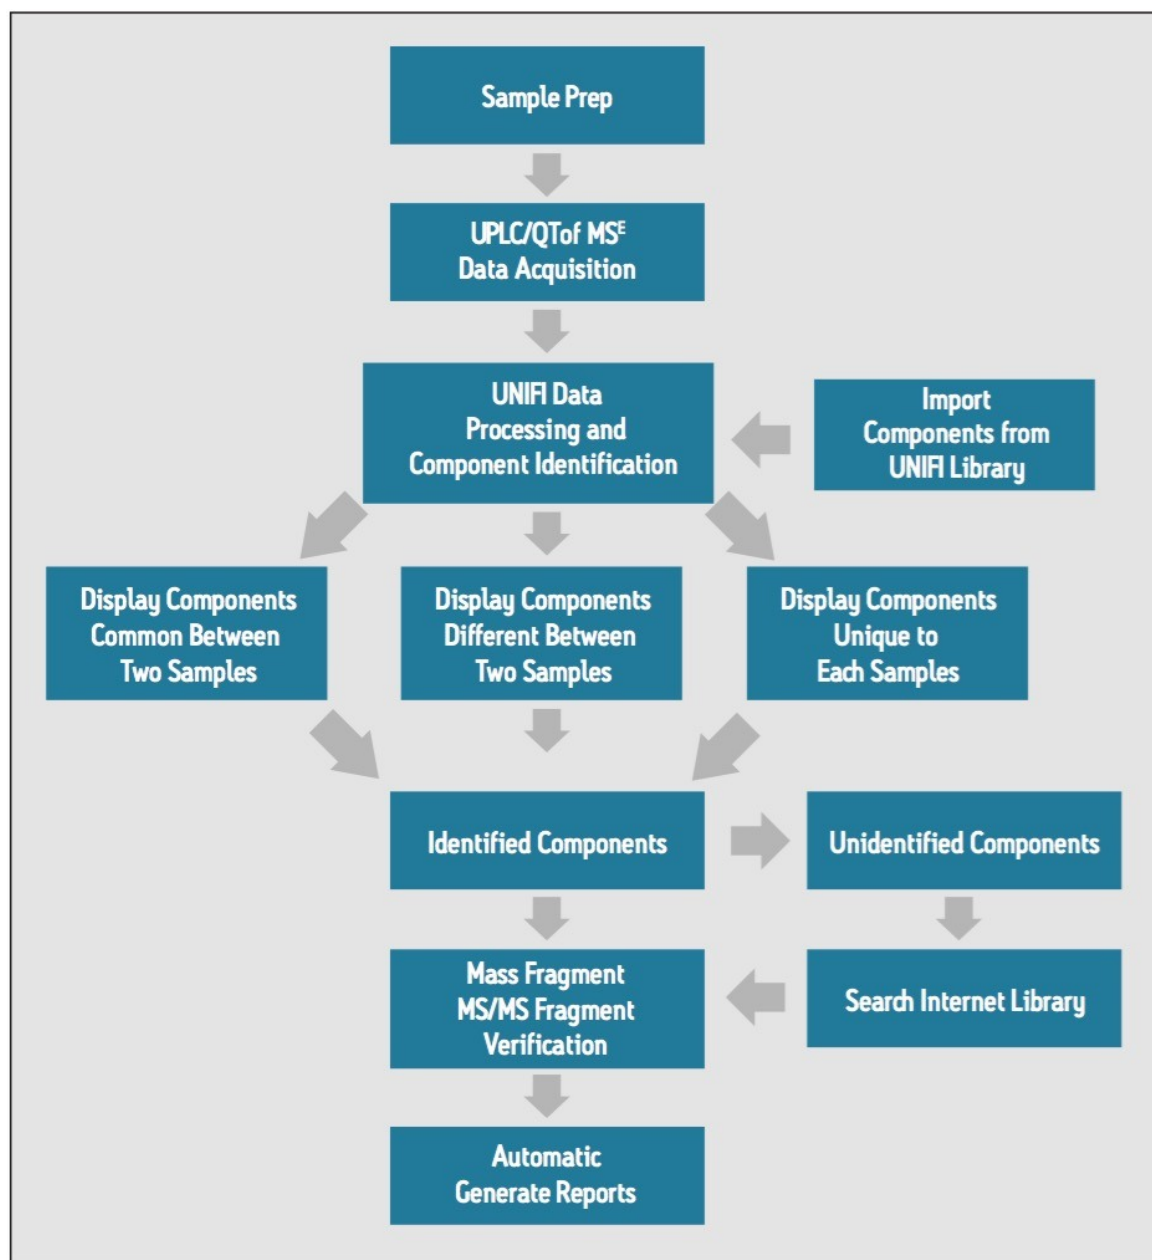 Sample Prep
UPLC/QTof MSᴱ
Data Acquisition
UNIFI Data
Processing and
Component Identification
Import
Components from
UNIFI Library
Display Components
Common Between
Two Samples
Display Components
Different Between
Two Samples
Display Components
Unique to
Each Samples
Identified Components
Unidentified Components
Mass Fragment
MS/MS Fragment
Verification
Search Internet Library
Automatic
Generate Reports